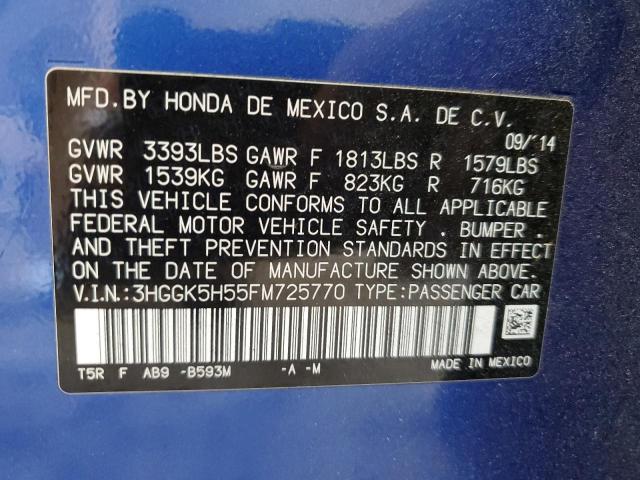 MFD.BY HONDA DE MEXICO S.A. DE C.V.
09/'14
GVWR 3393LBS GAWR F 1813LBS R 1579LBS
GVWR 1539KG GAWR F 823KG R 716KG
THIS VEHICLE CONFORMS TO ALL APPLICABLE
FEDERAL MOTOR VEHICLE SAFETY . BUMPER .
AND THEFT PREVENTION STANDARDS IN EFFECT
ON THE DATE OF MANUFACTURE SHOWN ABOVE.
V.I.N:3HGGK5H55FM725770 TYPE:PASSENGER CAR
T5R F AB9 -B593M -A -M
MADE IN MEXICO